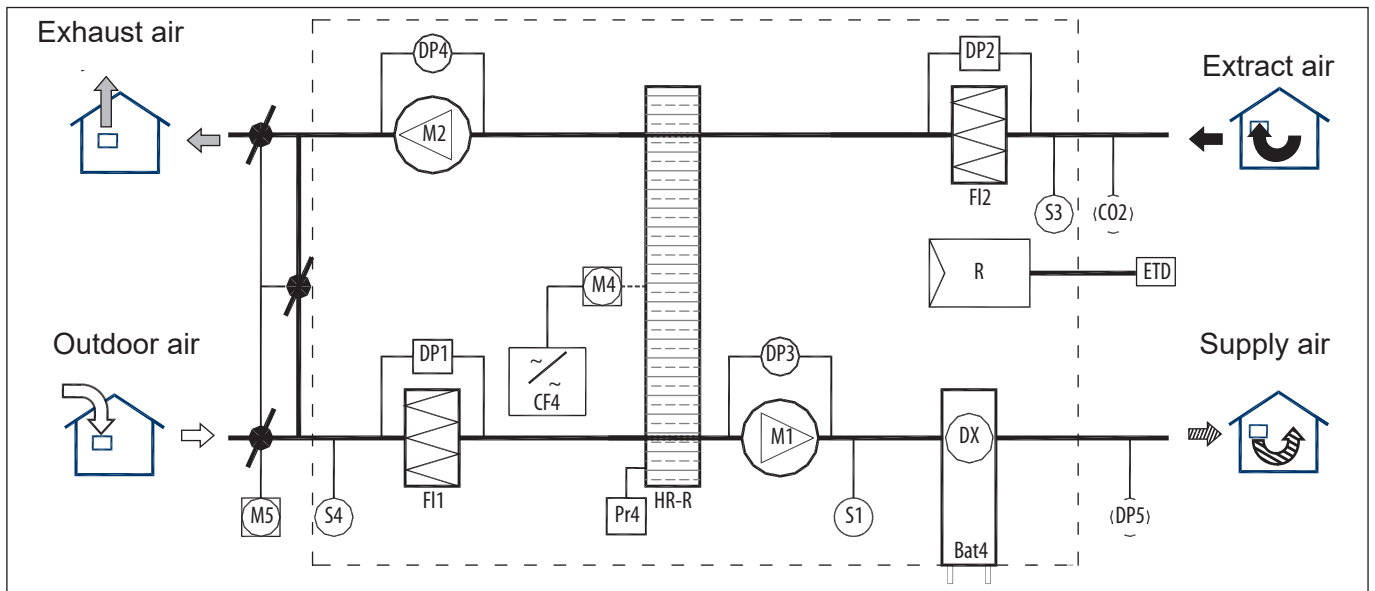 Exhaust air
DP4
DP2
Extract air
M2
FI2
S3
(CO2)
R
ETD
M4
Outdoor air
Supply air
DP1
~
~
CF4
DP3
M1
DX
FI1
HR-R
M5
S4
Pr4
S1
(DP5)
Bat4